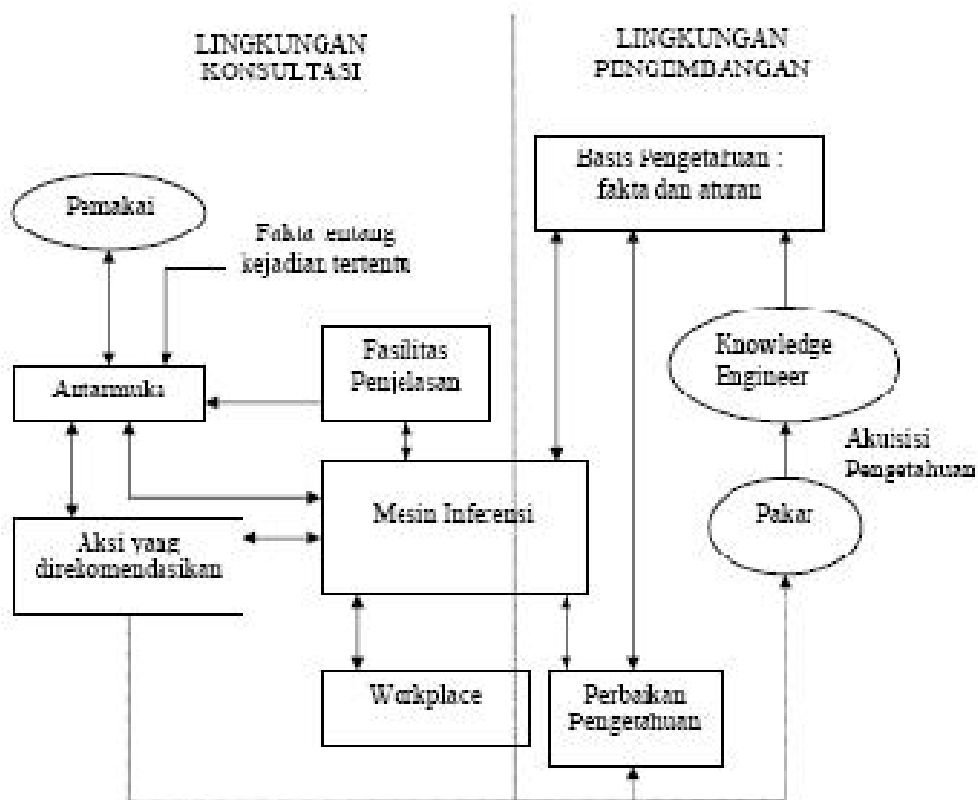 LINGKUNGAN
KONSULTASI
LINGKUNGAN
PENGEMBANGAN
Basis Pengetahuan :
fakta dan aturan
Pemakai
Fakta tentang
kejadian tertentu
Fasilitas
Penjelasan
Knowledge
Engineer
Antarmuka
Akuisisi
Pengetahuan
Mesin Inferensi
Pakar
Aksi yang
direkomendasikan
Workplace
Perbaikan
Pengetahuan